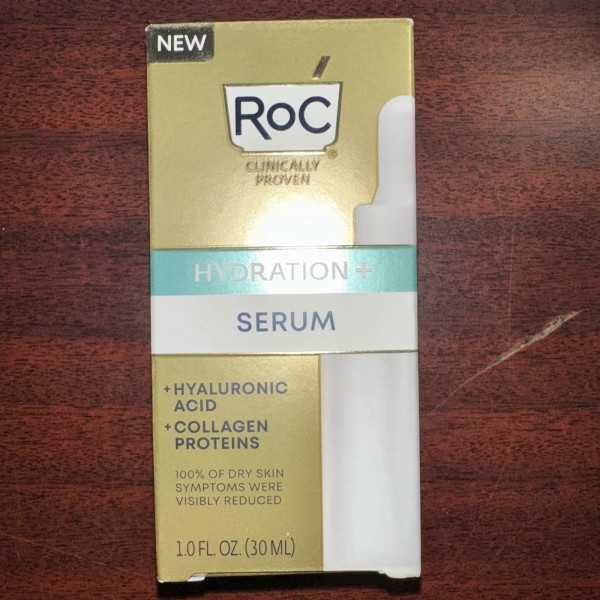 NEW
RoC®
CLINICALLY
PROVEN
HYDRATION +
SERUM
+HYALURONIC
ACID
+COLLAGEN
PROTEINS
100% OF DRY SKIN
SYMPTOMS WERE
VISIBLY REDUCED
1.0 FL. OZ. (30 ML)